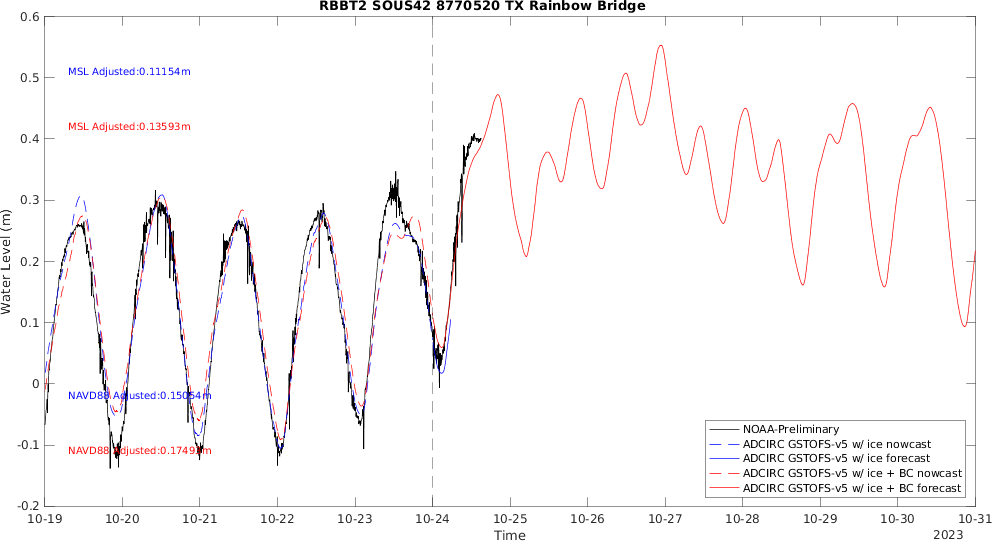 RBBT2 SOUS42 8770520 TX Rainbow Bridge
0.6
0.5
0.4
0.3
0.2
0.1
0
-0.1
-0.2
Water Level (m)
MSL Adjusted:0.11154m
MSL Adjusted:0.13593m
NAVD88 Adjusted:0.15054m
NAVD88 Adjusted:0.1749
NOAA-Preliminary
ADCIRC GSTOFS-v5 w/ ice nowcast
ADCIRC GSTOFS-v5 w/ ice forecast
ADCIRC GSTOFS-v5 w/ ice + BC nowcast
ADCIRC GSTOFS-v5 w/ ice + BC forecast
10-19 10-20 10-21 10-22 10-23 10-24 10-25 10-26 10-27 10-28 10-29 10-30 10-31
Time
2023